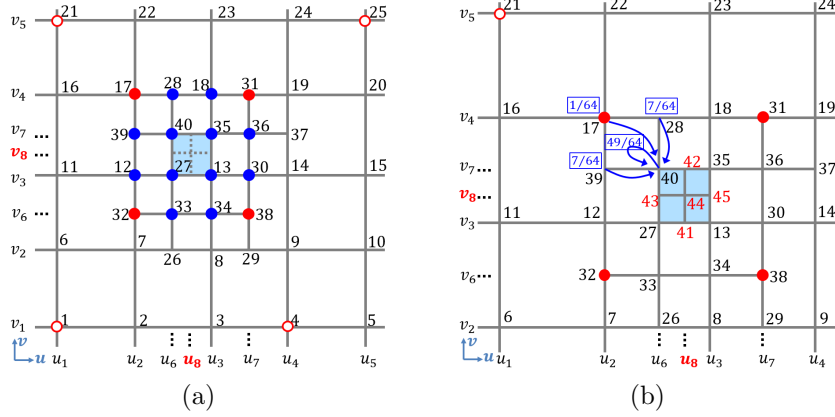 v₅ 21 22 23 24 25
17 28 18 31
v₄ 16 19 20
v₇ ... 39 40 35 36 37
v₈ ...
v₃ 11 12 27 13 30 14 15
v₆ ... 32 33 34 38
6 7 9 10
v₂ 26 8 29
v₁ 1 2 3 4 5
v u
u₁ u₂ u₆ u₈ u₃ u₇ u₄ u₅
(a)
v₅ 21 22 23 24
1/64 7/64
v₄ 16 17 28 18 31 19
49/64
v₇ ... 7/64 42 35 36 37
39 40
v₈ ... 43 44 45
v₃ 11 12 30 14
27 41 13
v₆ ... 32 33 34 38
v₂ 6 7 26 8 29 9
v u
u₁ u₂ u₆ u₈ u₃ u₇ u₄
(b)